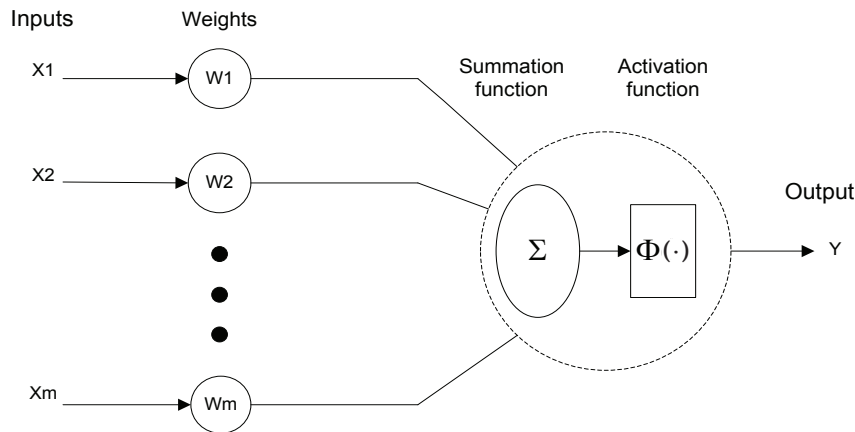 Inputs
Weights
X1
W1
Summation
function
Activation
function
X2
W2
Output
Σ
Φ(·)
Y
Xm
Wm